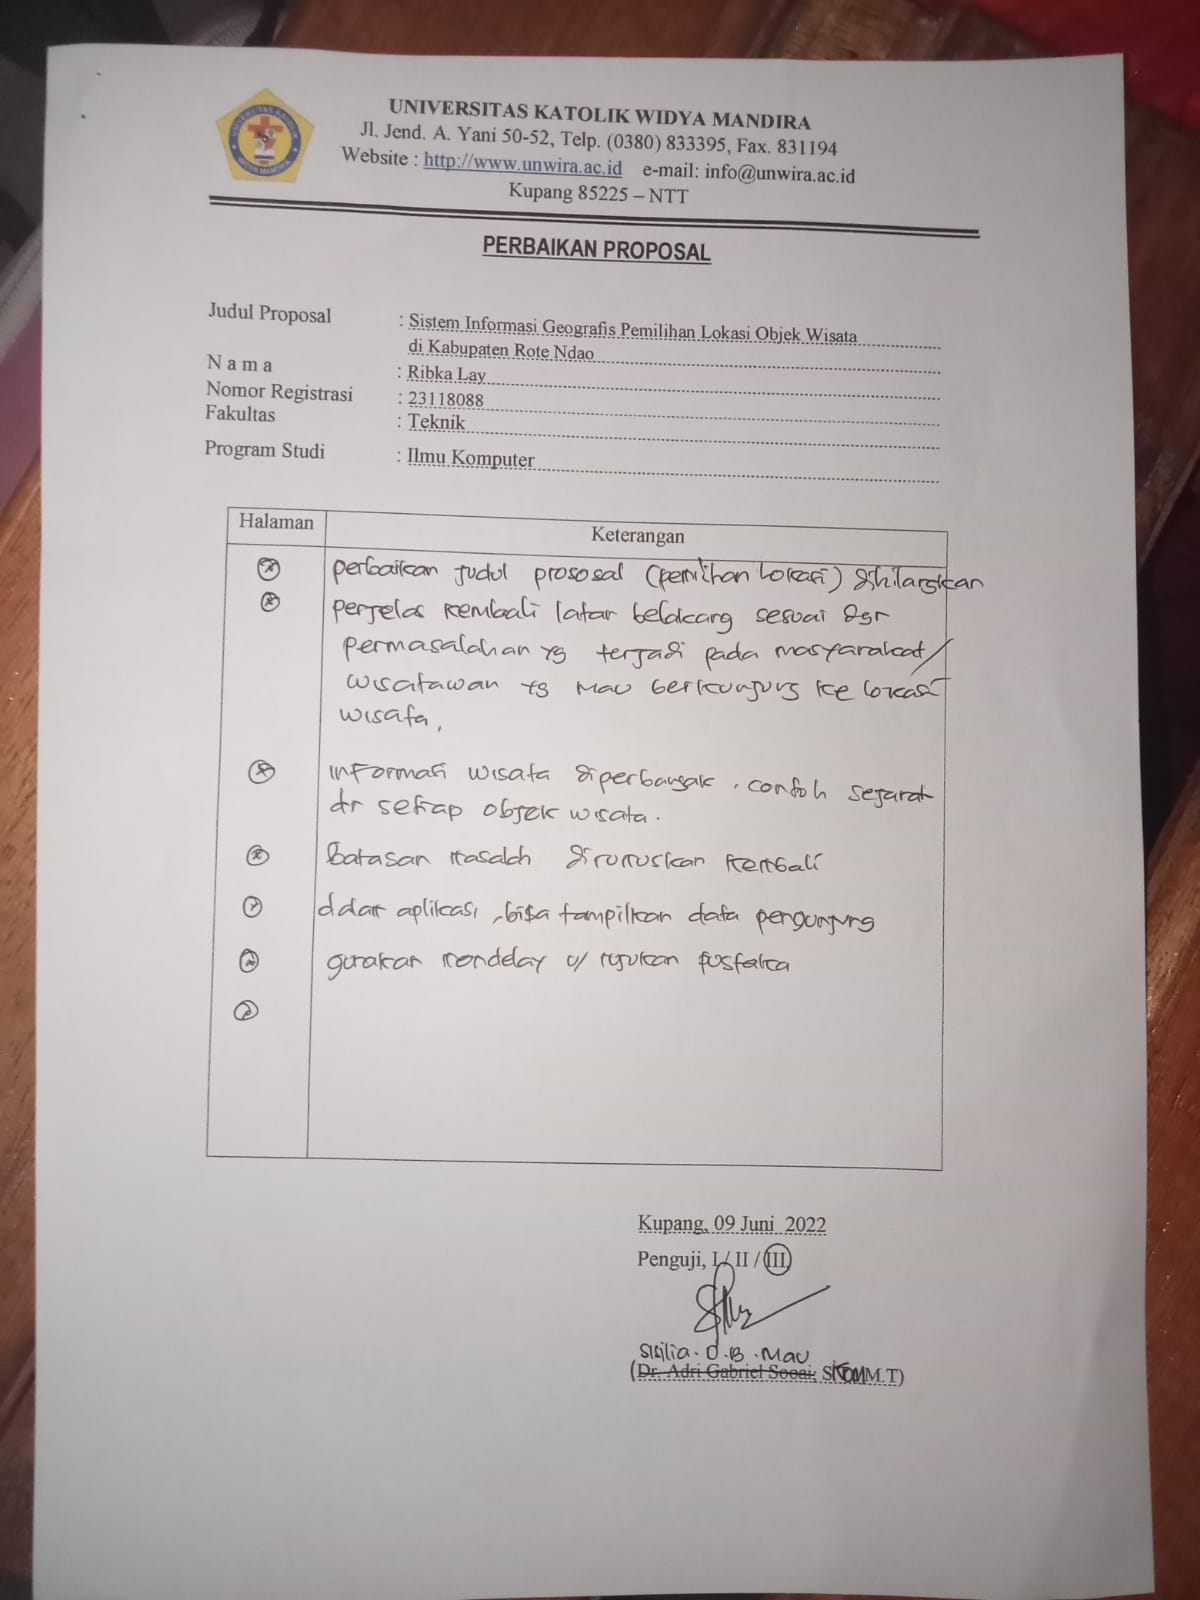 UNIVERSITAS KATOLIK WIDYA MANDIRA
Jl. Jend. A. Yani 50-52, Telp. (0380) 833395, Fax. 831194
Website : http://www.unwira.ac.id e-mail: info@unwira.ac.id
Kupang 85225 – NTT
PERBAIKAN PROPOSAL
Judul Proposal : Sistem Informasi Geografis Pemilihan Lokasi Objek Wisata
di Kabupaten Rote Ndao
N a m a : Ribka Lay
Nomor Registrasi : 23118088
Fakultas : Teknik
Program Studi : Ilmu Komputer
Halaman Keterangan
perbaikan judul prososal (pemilihan lokasi) dihilangkan
perjelas kembali latar belakang sesuai dgn
permasalahan yg terjadi pada masyarakat/
wisatawan yg mau berkunjung ke lokasi
wisata,
informasi wisata diperbanyak, contoh sejarah
dr setiap objek wisata.
Batasan masalah dirumuskan kembali
dalam aplikasi, bisa tampilkan data pengunjung
gunakan mendelay u/ rujukan pustaka
Kupang, 09 Juni 2022
Penguji, I / II / III
Sisilia. D.B. Mau
(Dr. Adri Gabriel Sooai, S.KOM M.T)